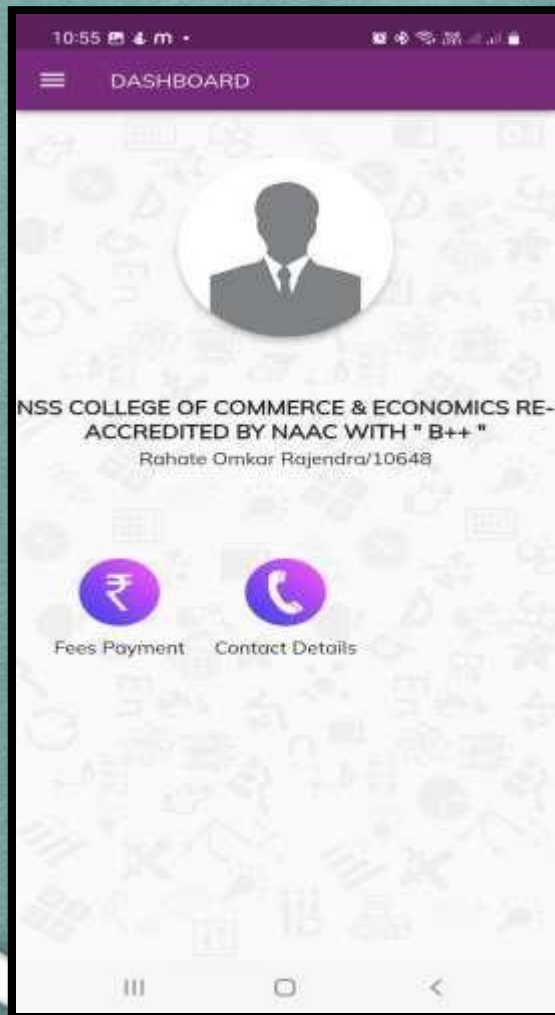 10:55
DASHBOARD
NSS COLLEGE OF COMMERCE & ECONOMICS RE-
ACCREDITED BY NAAC WITH " B++ "
Rahate Omkar Rajendra/10648
Fees Payment Contact Details